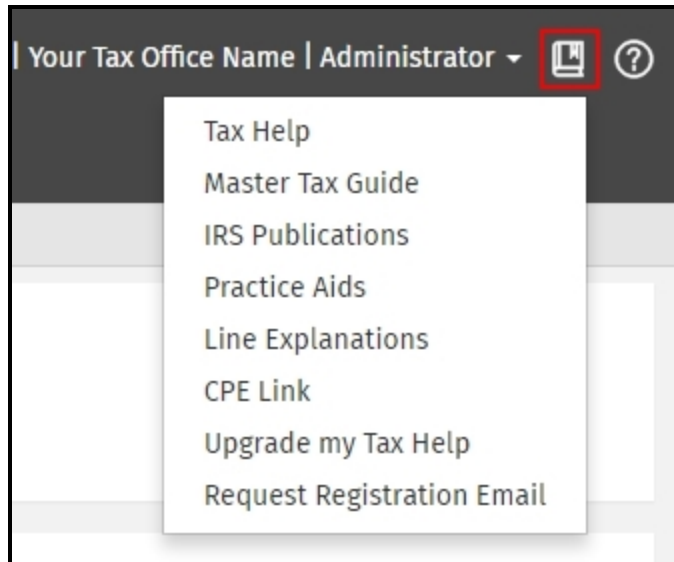 | Your Tax Office Name | Administrator
Tax Help
Master Tax Guide
IRS Publications
Practice Aids
Line Explanations
CPE Link
Upgrade my Tax Help
Request Registration Email